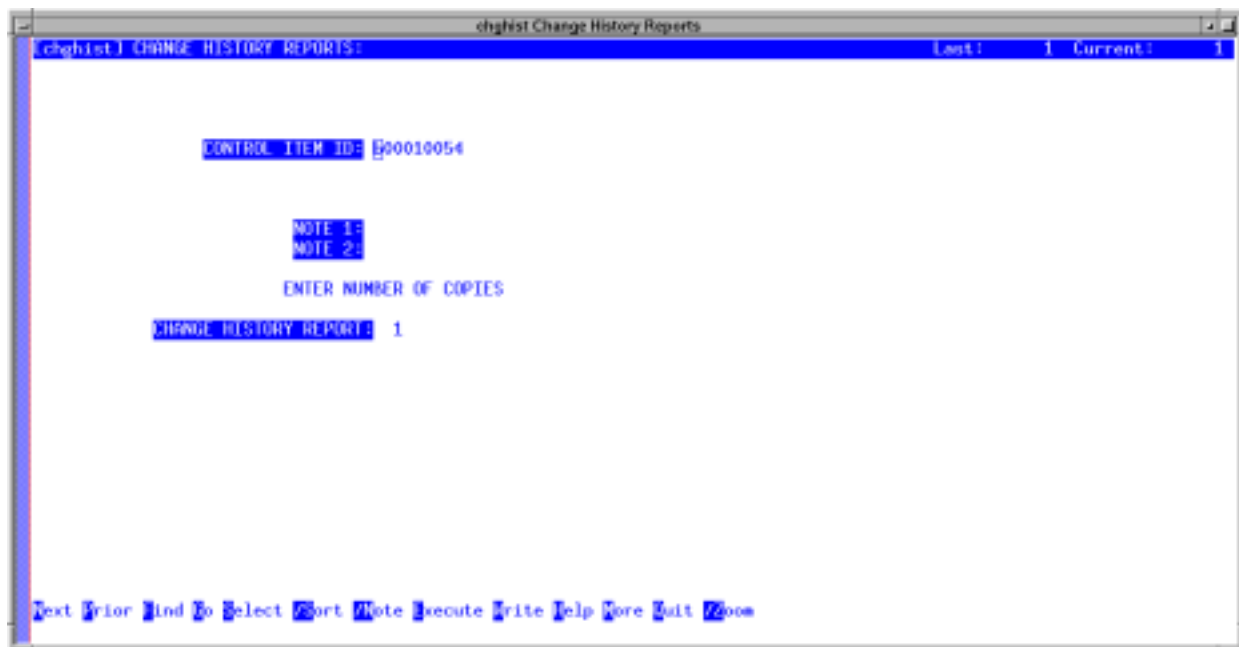 chghist Change History Reports
[chghist] CHANGE HISTORY REPORTS: Last: 1 Current: 1
CONTROL ITEM ID: 600010054
NOTE 1:
NOTE 2:
ENTER NUMBER OF COPIES
CHANGE HISTORY REPORT: 1
Next Prior Find Go Select /Sort /Note Execute Write Help More Quit /Zoom